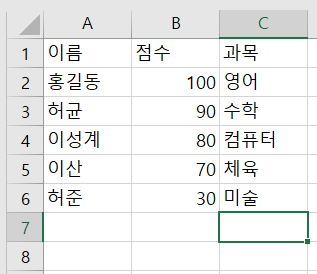 A B C
1 이름 점수 과목
2 홍길동 100 영어
3 허균 90 수학
4 이성계 80 컴퓨터
5 이산 70 체육
6 허준 30 미술
7
8